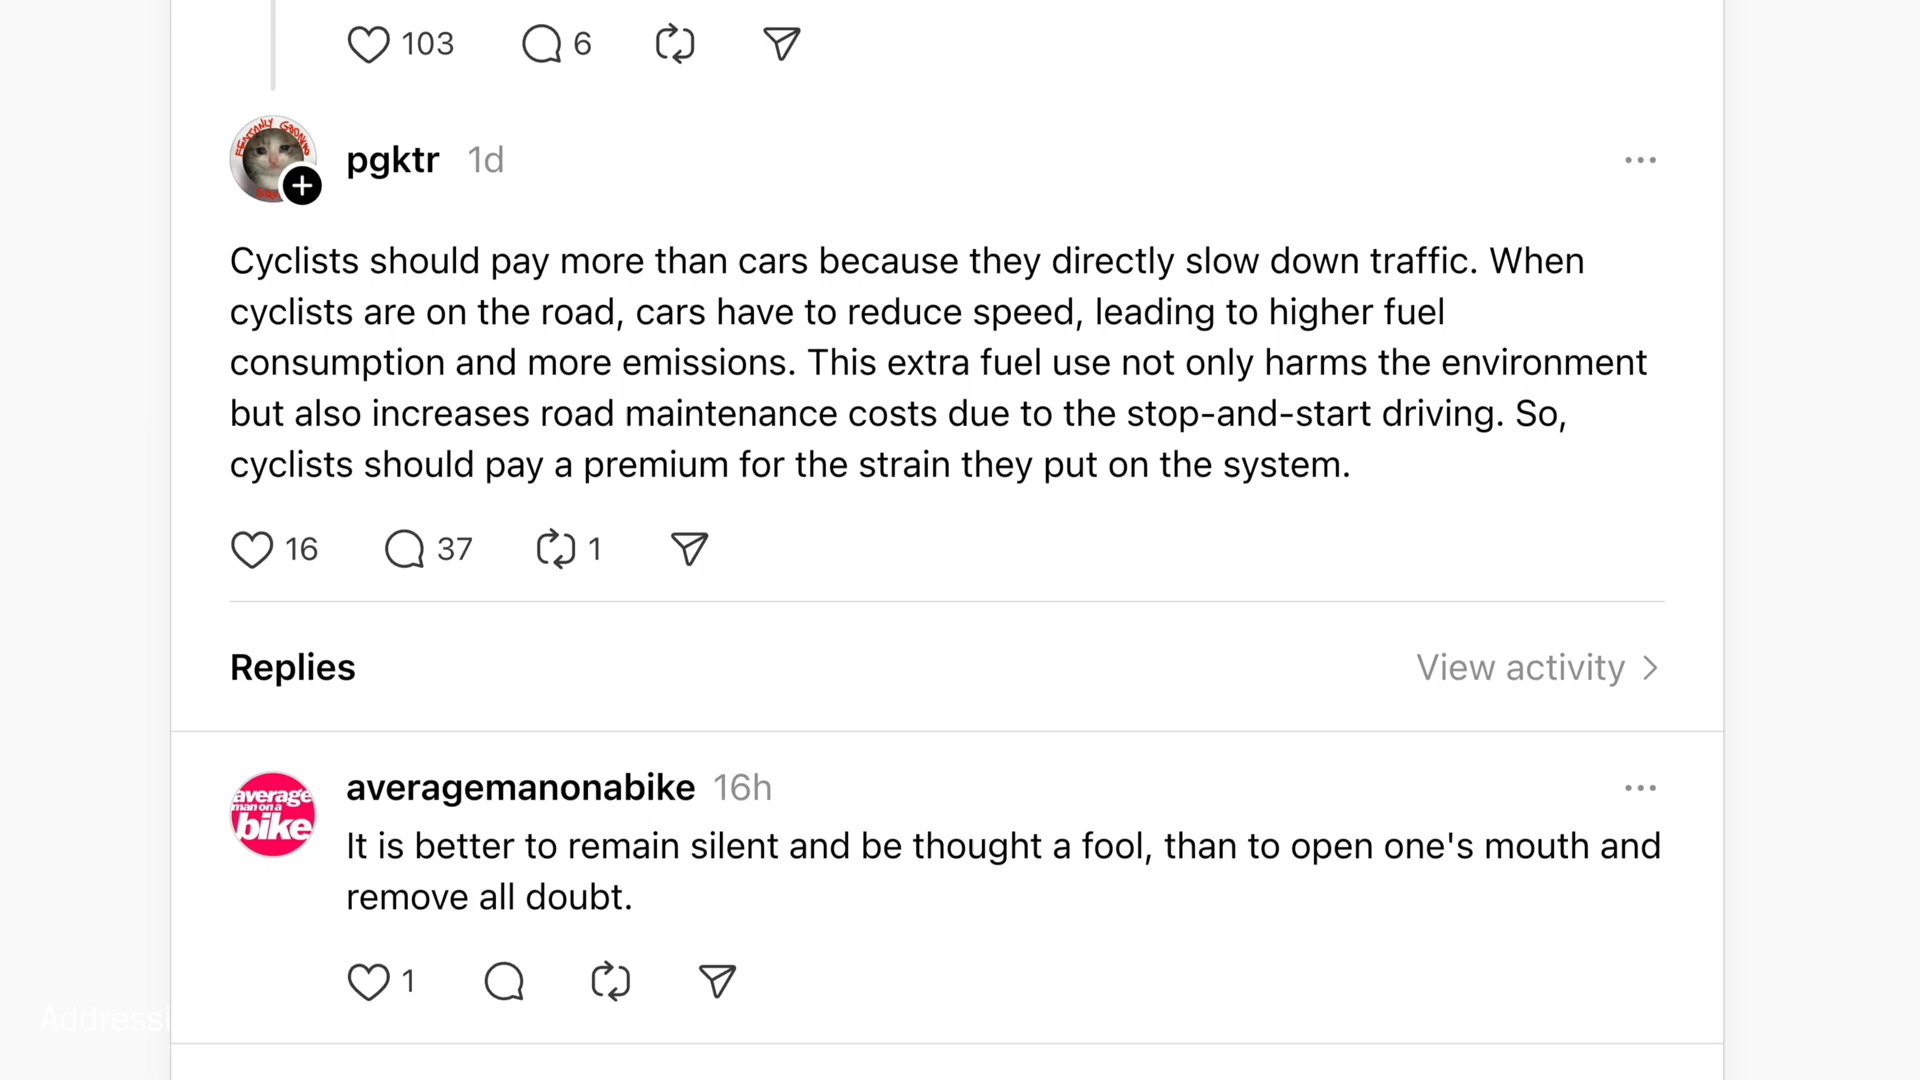 103 6
FENTANLY
pgktr 1d
Cyclists should pay more than cars because they directly slow down traffic. When
cyclists are on the road, cars have to reduce speed, leading to higher fuel
consumption and more emissions. This extra fuel use not only harms the environment
but also increases road maintenance costs due to the stop-and-start driving. So,
cyclists should pay a premium for the strain they put on the system.
16 37 1
Replies View activity
averagemanonabike 16h
average
man on a
bike
It is better to remain silent and be thought a fool, than to open one's mouth and
remove all doubt.
1